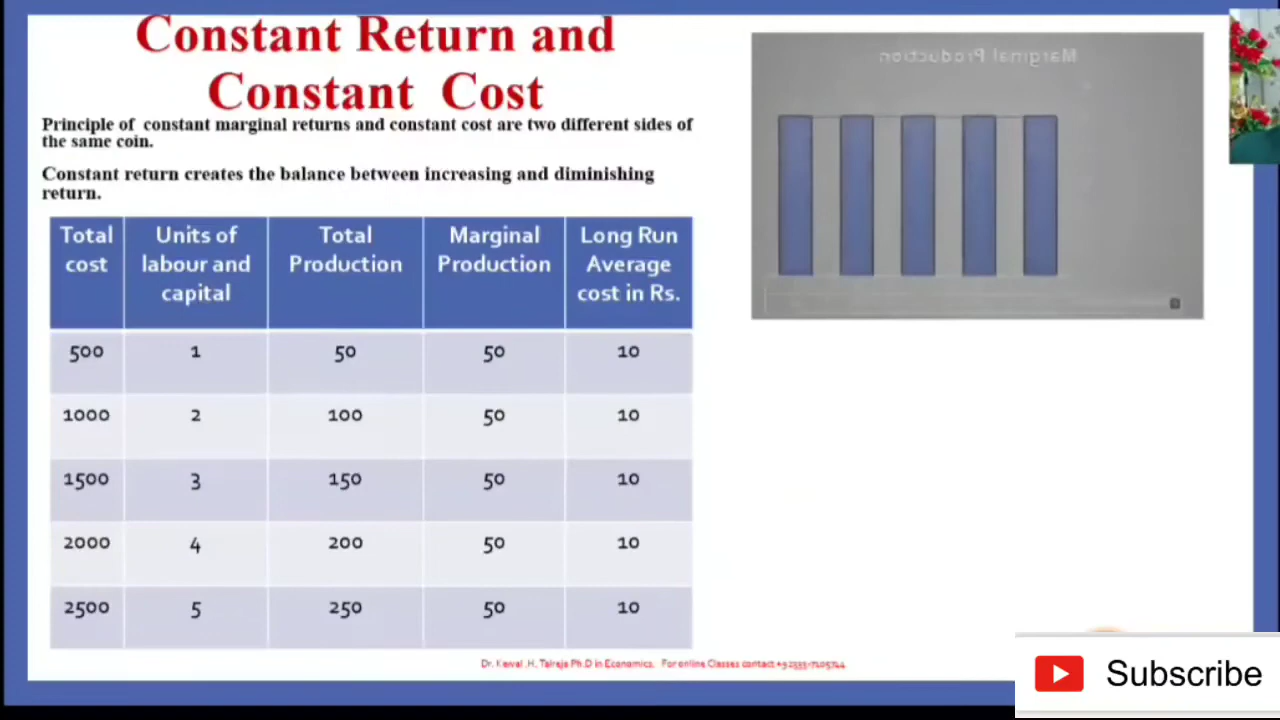 Constant Return and
Constant Cost
Principle of constant marginal returns and constant cost are two different sides of
the same coin.
Constant return creates the balance between increasing and diminishing
return.
Total cost | Units of labour and capital | Total Production | Marginal Production | Long Run Average cost in Rs.
500 1 50 50 10
1000 2 100 50 10
1500 3 150 50 10
2000 4 200 50 10
2500 5 250 50 10
Marginal Production
Ph.D in Economics. For online Classes contact
Subscribe